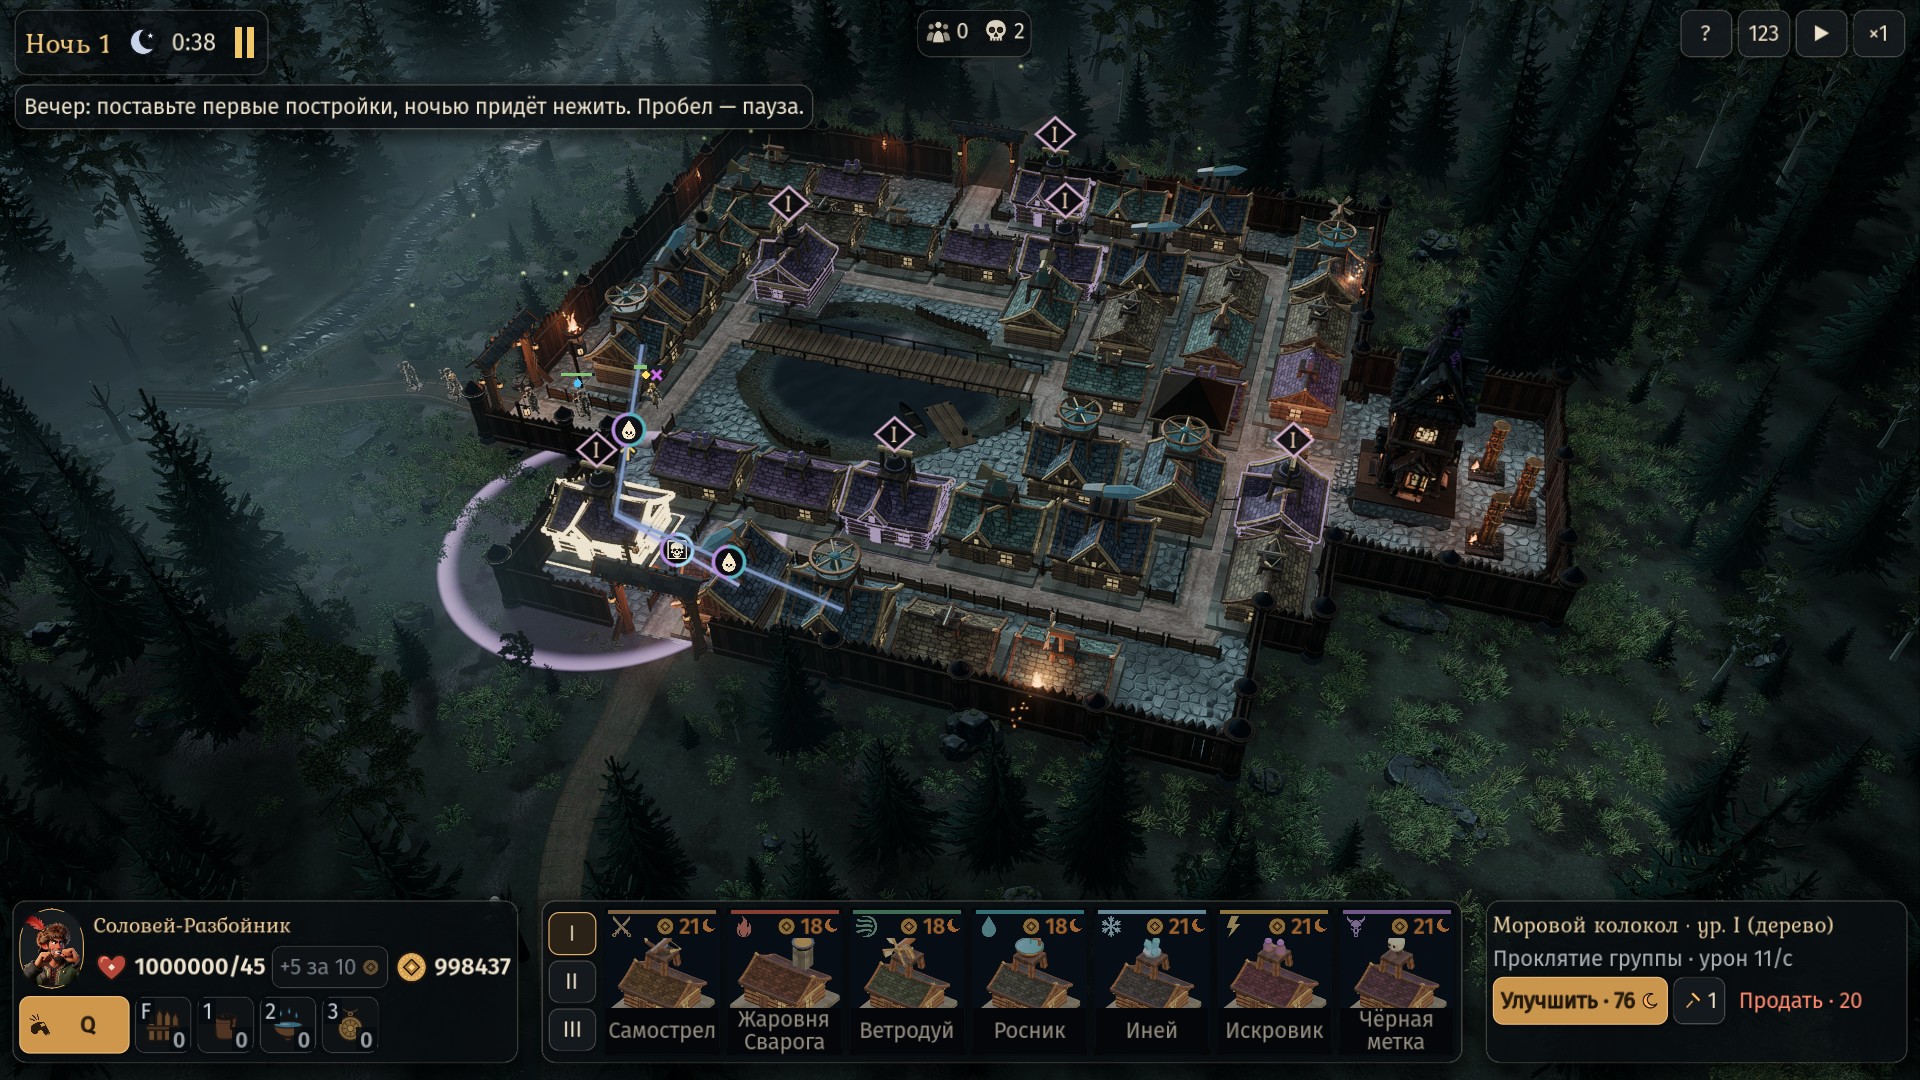 Ночь 1 0:38
0 2
? 123 ×1
Вечер: поставьте первые постройки, ночью придёт нежить. Пробел — пауза.
I
I
I
I
I
I
Соловей-Разбойник
1000000/45 +5 за 10 998437
Q F 0 1 0 2 0 3 0
I
II
III
21 18 18 18 21 21 21
Самострел
Жаровня
Сварога
Ветродуй
Росник
Иней
Искровик
Чёрная
метка
Моровой колокол · ур. I (дерево)
Проклятие группы · урон 11/с
Улучшить · 76 1 Продать · 20